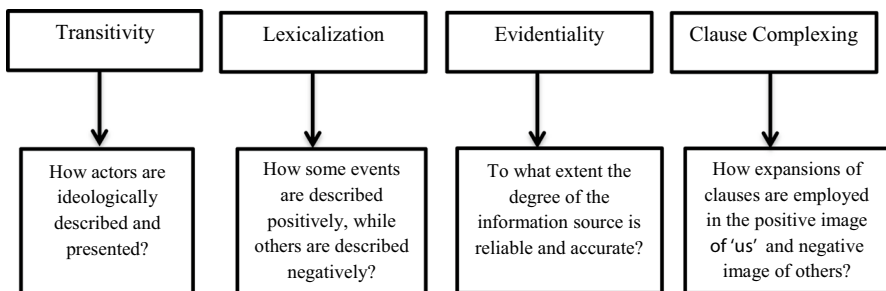 Transitivity
Lexicalization
Evidentiality
Clause Complexing
How actors are
ideologically
described and
presented?
How some events
are described
positively, while
others are described
negatively?
To what extent the
degree of the
information source is
reliable and accurate?
How expansions of
clauses are employed
in the positive image
of 'us' and negative
image of others?